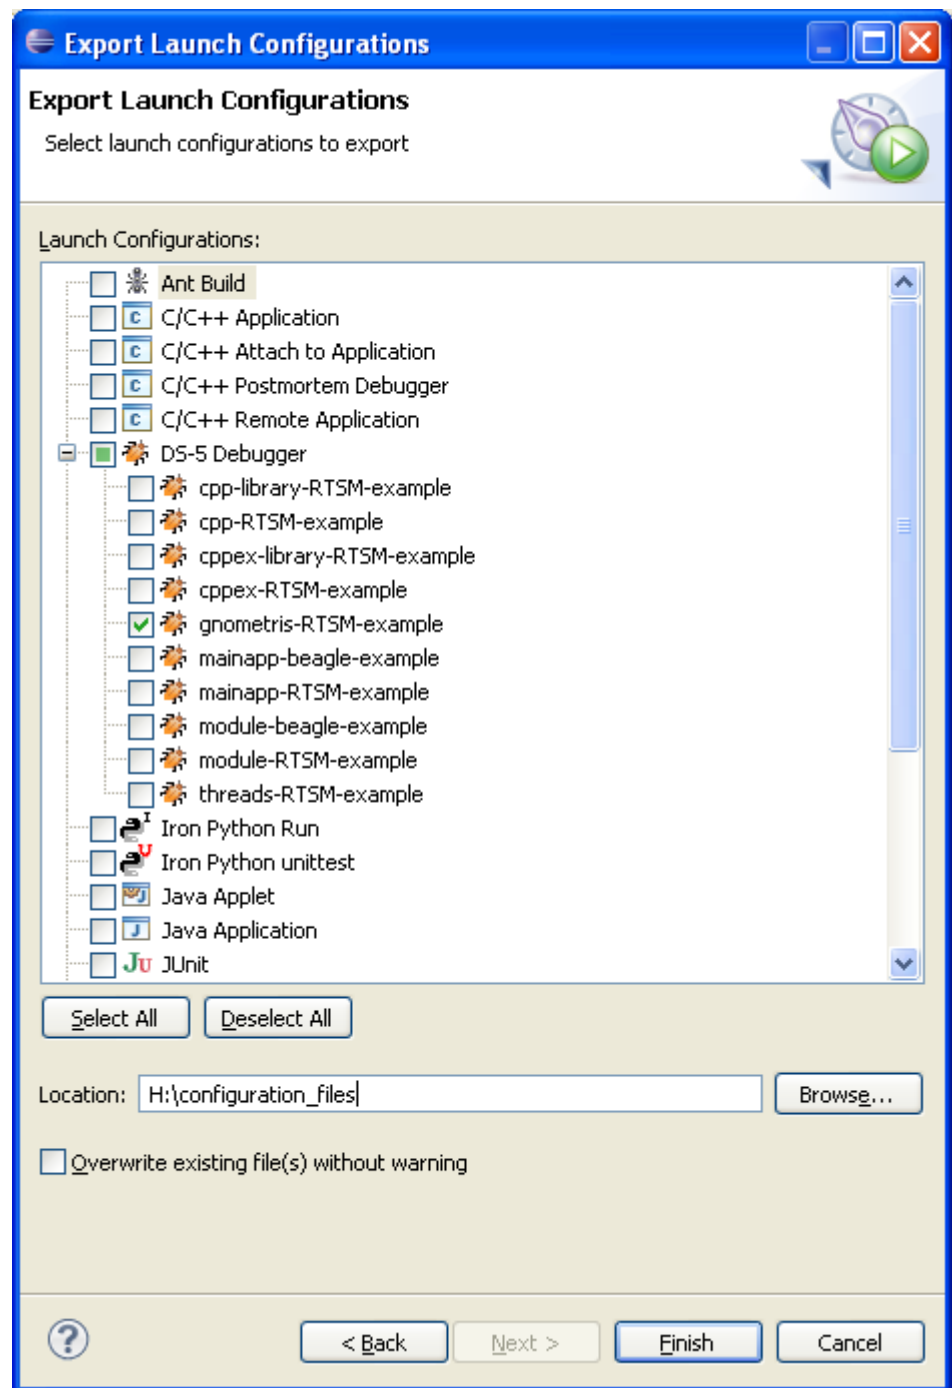 Export Launch Configurations
Export Launch Configurations
Select launch configurations to export
Launch Configurations:
Ant Build
C/C++ Application
C/C++ Attach to Application
C/C++ Postmortem Debugger
C/C++ Remote Application
DS-5 Debugger
cpp-library-RTSM-example
cpp-RTSM-example
cppex-library-RTSM-example
cppex-RTSM-example
gnometris-RTSM-example
mainapp-beagle-example
mainapp-RTSM-example
module-beagle-example
module-RTSM-example
threads-RTSM-example
Iron Python Run
Iron Python unittest
Java Applet
Java Application
JU JUnit
Select All Deselect All
Location: H:\configuration_files Browse...
Overwrite existing file(s) without warning
? < Back Next > Finish Cancel